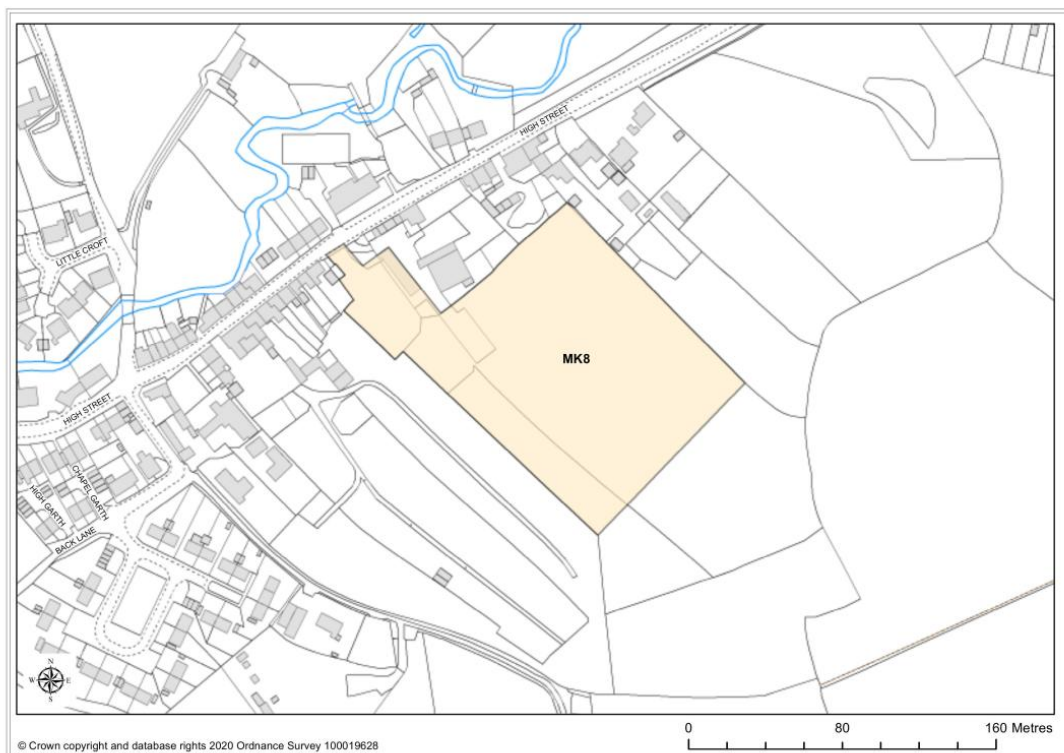 HIGH STREET
LITTLE CROFT
MK8
HIGH STREET
CHAPEL GARTH
HIGH GARTH
BACK LANE
N
W E
S
0 80 160 Metres
© Crown copyright and database rights 2020 Ordnance Survey 100019628